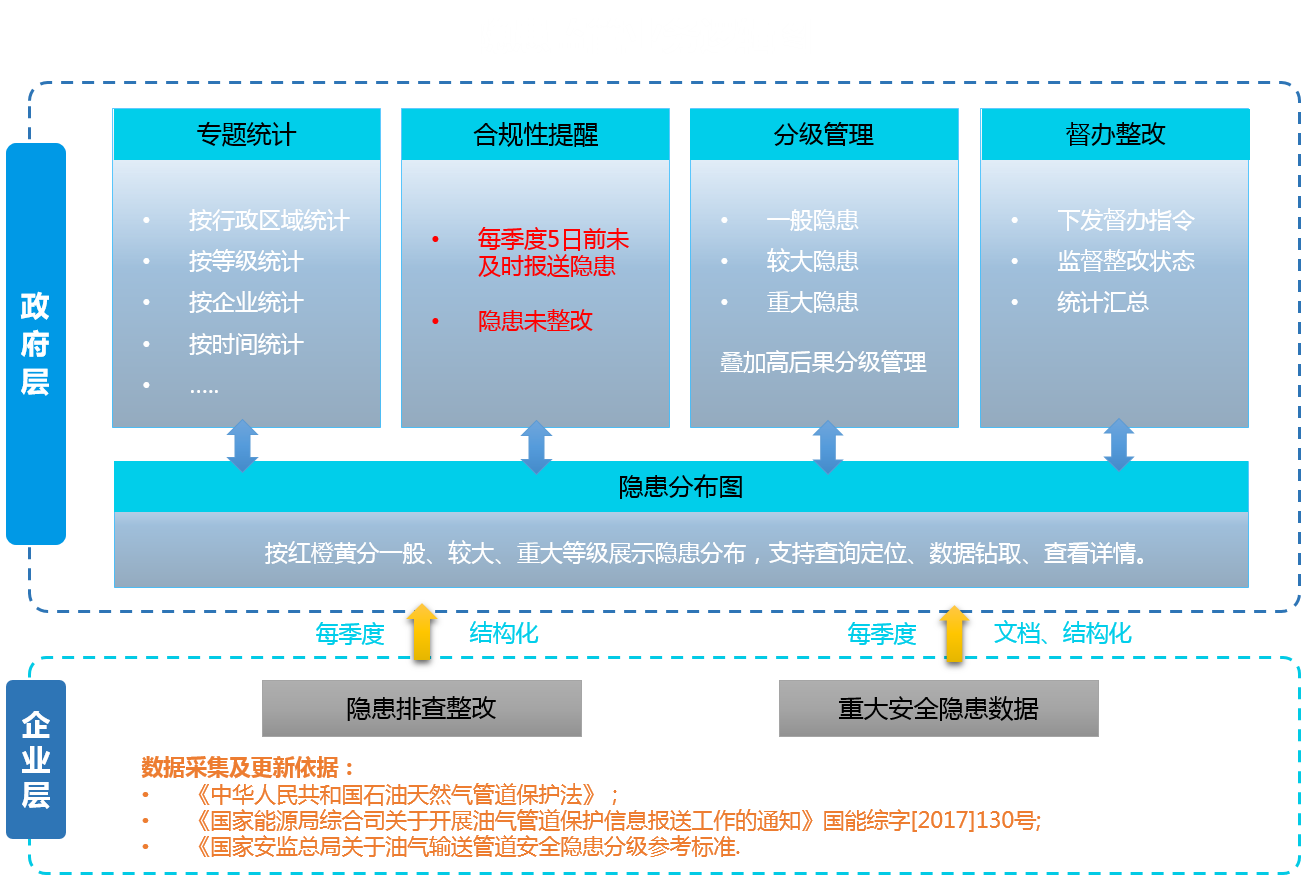 政府层
专题统计
• 按行政区域统计
• 按等级统计
• 按企业统计
• 按时间统计
• .....
合规性提醒
• 每季度5日前未
及时报送隐患
• 隐患未整改
分级管理
• 一般隐患
• 较大隐患
• 重大隐患
叠加高后果分级管理
督办整改
• 下发督办指令
• 监督整改状态
• 统计汇总
隐患分布图
按红橙黄分一般、较大、重大等级展示隐患分布，支持查询定位、数据钻取、查看详情。
每季度 结构化
每季度 文档、结构化
企业层
隐患排查整改
重大安全隐患数据
数据采集及更新依据：
• 《中华人民共和国石油天然气管道保护法》；
• 《国家能源局综合司关于开展油气管道保护信息报送工作的通知》国能综字[2017]130号;
• 《国家安监总局关于油气输送管道安全隐患分级参考标准.